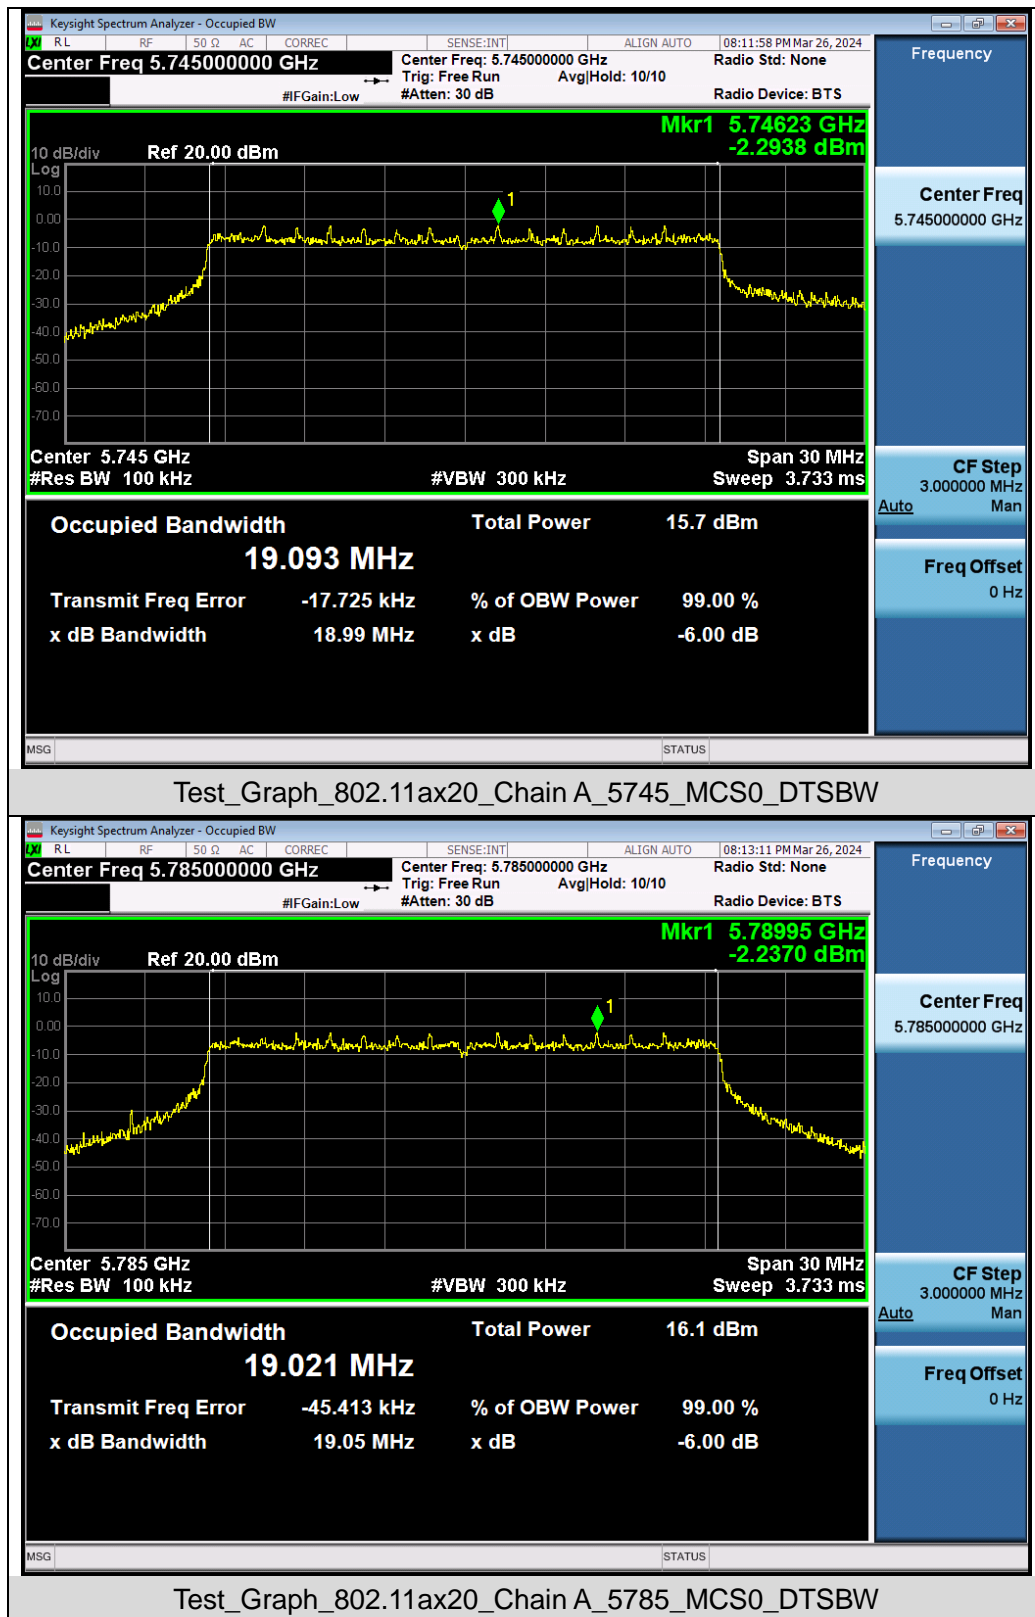 Keysight Spectrum Analyzer - Occupied BW
LXI RL RF 50 Ω AC CORREC SENSE:INT ALIGN AUTO 08:11:58 PM Mar 26, 2024
Center Freq 5.745000000 GHz Center Freq: 5.745000000 GHz Radio Std: None
Trig: Free Run Avg|Hold: 10/10
#IFGain:Low #Atten: 30 dB Radio Device: BTS
Frequency
Mkr1 5.74623 GHz
10 dB/div Ref 20.00 dBm -2.2938 dBm
Log
10.0
0.00
-10.0
-20.0
-30.0
-40.0
-50.0
-60.0
-70.0
1
Center Freq
5.745000000 GHz
Center 5.745 GHz Span 30 MHz
#Res BW 100 kHz #VBW 300 kHz Sweep 3.733 ms
CF Step
3.000000 MHz
Auto Man
Occupied Bandwidth Total Power 15.7 dBm
19.093 MHz
Freq Offset
0 Hz
Transmit Freq Error -17.725 kHz % of OBW Power 99.00 %
x dB Bandwidth 18.99 MHz x dB -6.00 dB
MSG STATUS
Test_Graph_802.11ax20_Chain A_5745_MCS0_DTSBW
Keysight Spectrum Analyzer - Occupied BW
LXI RL RF 50 Ω AC CORREC SENSE:INT ALIGN AUTO 08:13:11 PM Mar 26, 2024
Center Freq 5.785000000 GHz Center Freq: 5.785000000 GHz Radio Std: None
Trig: Free Run Avg|Hold: 10/10
#IFGain:Low #Atten: 30 dB Radio Device: BTS
Frequency
Mkr1 5.78995 GHz
10 dB/div Ref 20.00 dBm -2.2370 dBm
Log
10.0
0.00
-10.0
-20.0
-30.0
-40.0
-50.0
-60.0
-70.0
1
Center Freq
5.785000000 GHz
Center 5.785 GHz Span 30 MHz
#Res BW 100 kHz #VBW 300 kHz Sweep 3.733 ms
CF Step
3.000000 MHz
Auto Man
Occupied Bandwidth Total Power 16.1 dBm
19.021 MHz
Freq Offset
0 Hz
Transmit Freq Error -45.413 kHz % of OBW Power 99.00 %
x dB Bandwidth 19.05 MHz x dB -6.00 dB
MSG STATUS
Test_Graph_802.11ax20_Chain A_5785_MCS0_DTSBW